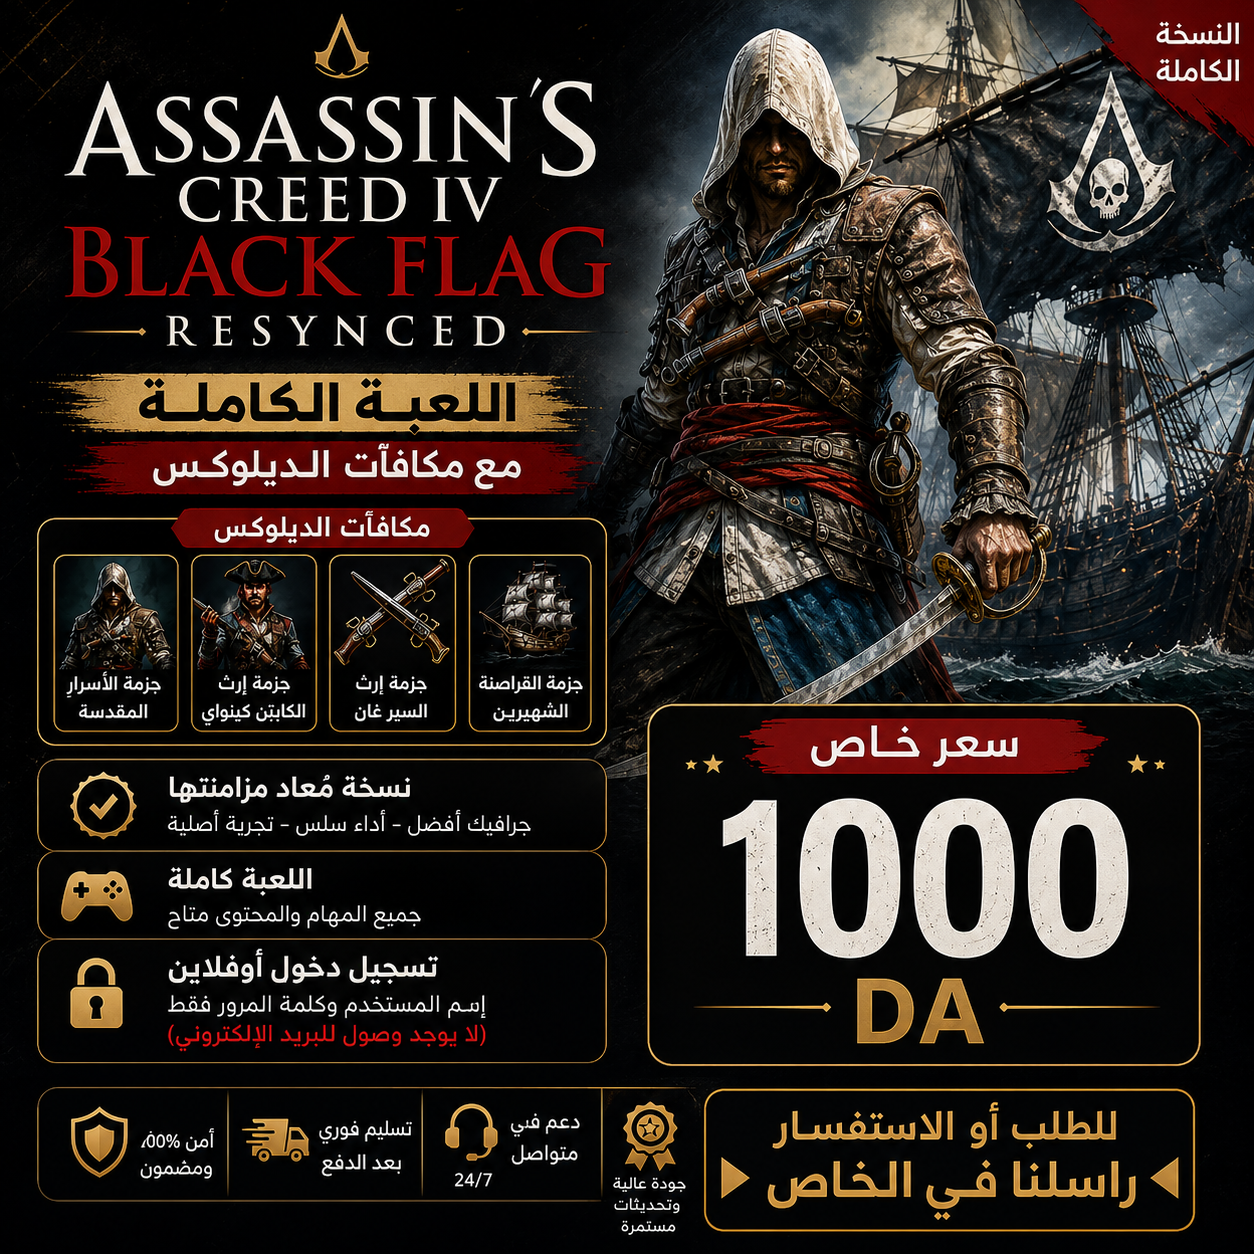 ASSASSIN'S
CREED IV
BLACK FLAG
RESYNCED
النسخة
الكاملة
اللعبة الكاملة
مع مكافآت الديلوكس
مكافآت الديلوكس
جزمة القراصنة
الشهيرين
جزمة إرث
السير غان
جزمة إرث
الكابتن كينواي
جزمة الأسرار
المقدسة
نسخة مُعاد مزامنتها
جرافيك أفضل - أداء سلس - تجربة أصلية
اللعبة كاملة
جميع المهام والمحتوى متاح
تسجيل دخول أوفلاين
إسم المستخدم وكلمة المرور فقط
(لا يوجد وصول للبريد الإلكتروني)
سعر خاص
1000
DA
أمن
ومضمون
تسليم فوري
بعد الدفع
دعم فني
متواصل
24/7
جودة عالية
وتحديثات
مستمرة
للطلب أو الاستفسار
راسلنا في الخاص